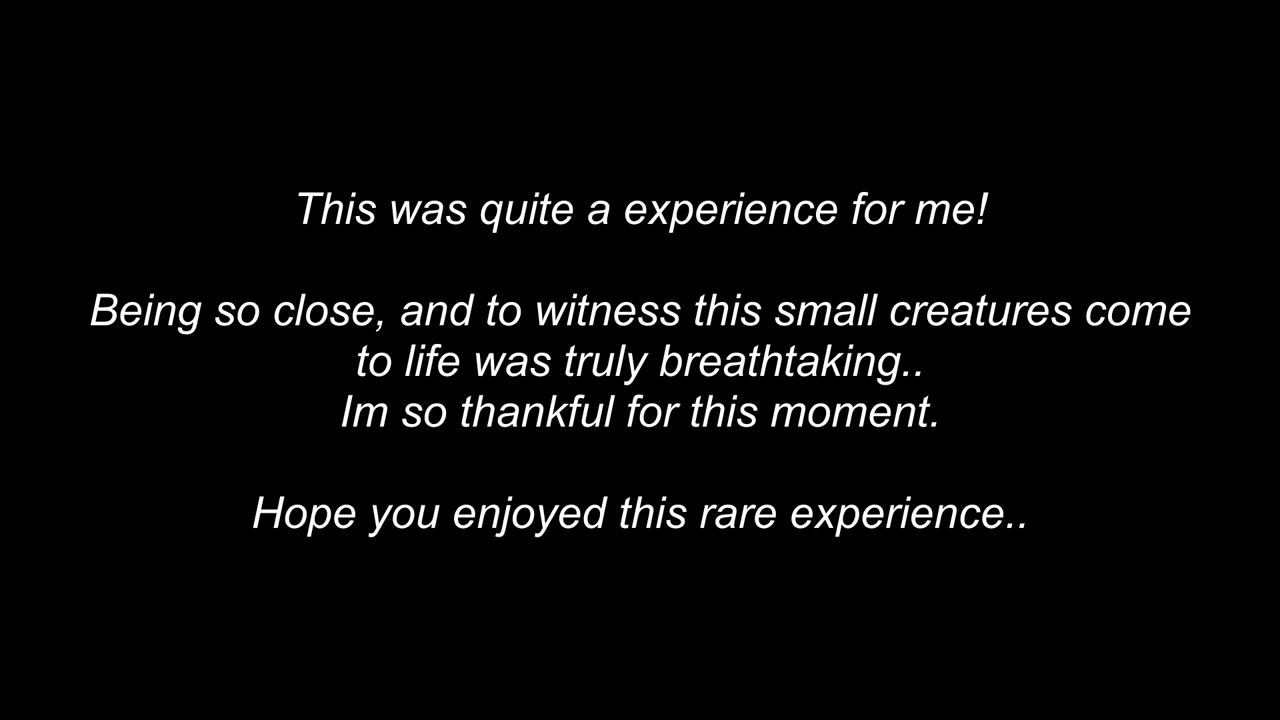 This was quite a experience for me!
Being so close, and to witness this small creatures come
to life was truly breathtaking..
Im so thankful for this moment.
Hope you enjoyed this rare experience..